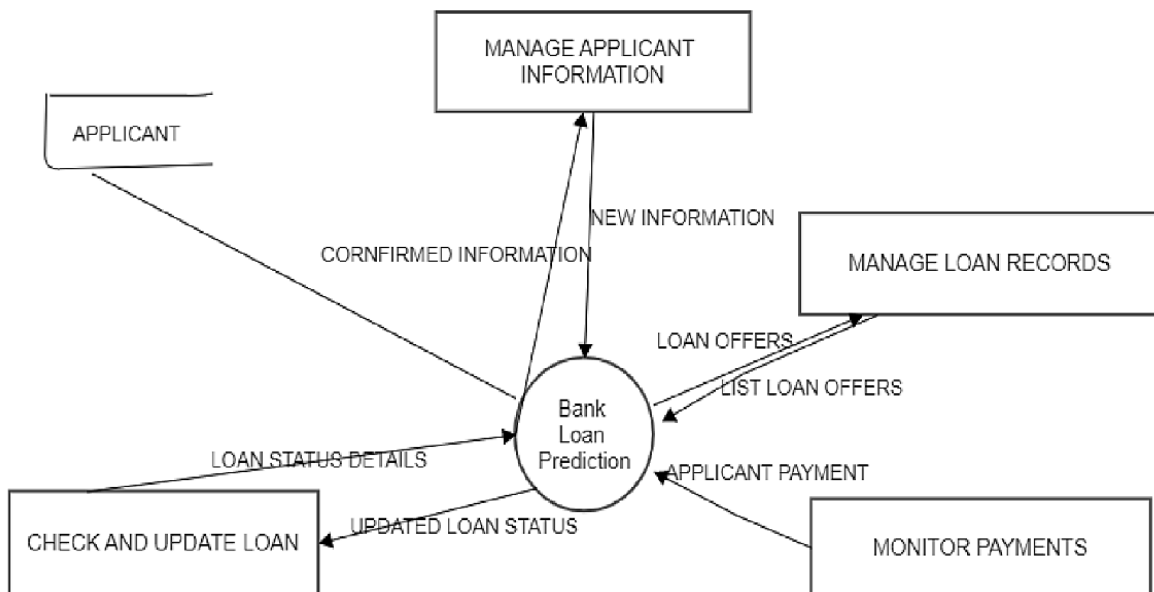 MANAGE APPLICANT
INFORMATION
APPLICANT
NEW INFORMATION
CORNFIRMED INFORMATION
MANAGE LOAN RECORDS
LOAN OFFERS
LIST LOAN OFFERS
Bank
Loan
Prediction
LOAN STATUS DETAILS
APPLICANT PAYMENT
UPDATED LOAN STATUS
CHECK AND UPDATE LOAN
MONITOR PAYMENTS